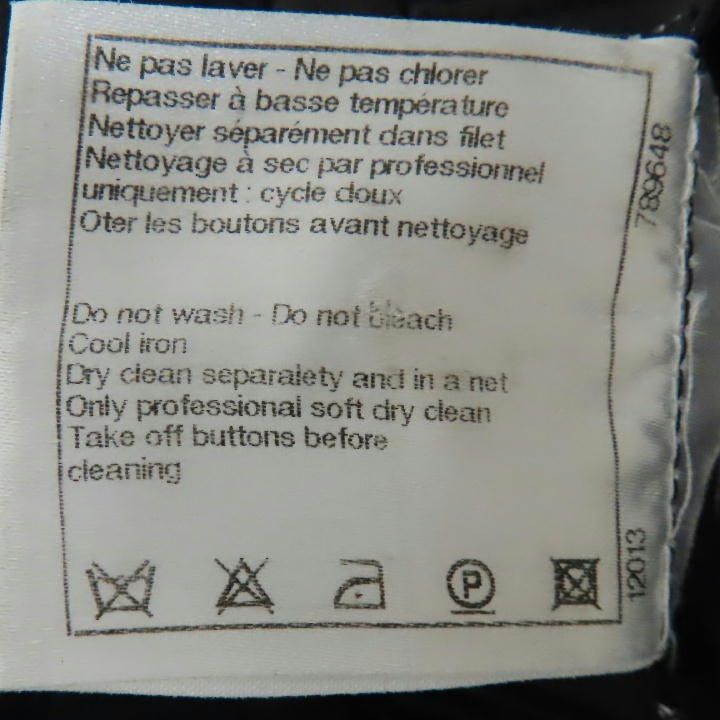 Ne pas laver - Ne pas chlorer
Repasser à basse température
Nettoyer séparément dans filet
Nettoyage à sec par professionnel
uniquement : cycle doux
Oter les boutons avant nettoyage
Do not wash - Do not bleach
Cool iron
Dry clean separalety and in a net
Only professional soft dry clean
Take off buttons before
cleaning
P
789648
12013